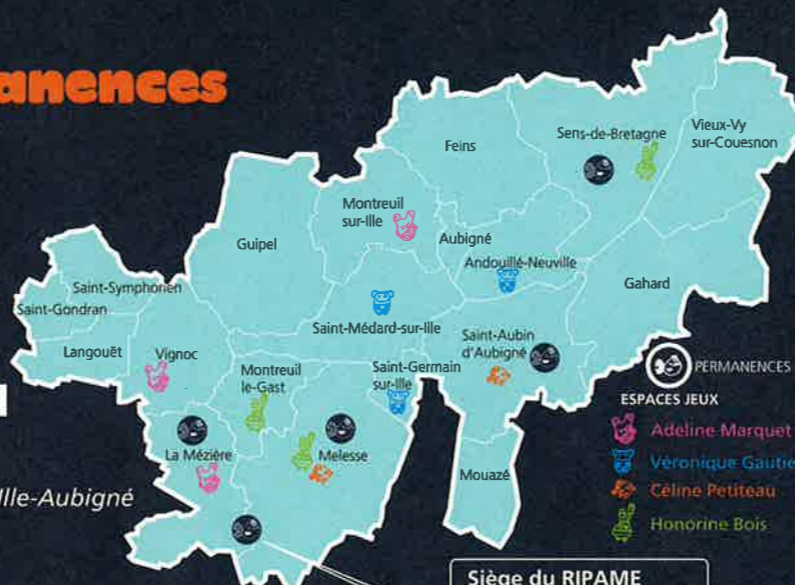 anences
Feins
Sens-de-Bretagne
Vieux-Vy
sur-Couesnon
Montreuil
sur-Ille
Guipel
Aubigné
Andouillé-Neuville
Gahard
Saint-Symphorien
Saint-Gondran
Saint-Médard-sur-Ille
Langouët
Vignoc
Saint-Aubin
d'Aubigné
Montreuil
le-Gast
Saint-Germain
sur-Ille
La Mézière
Melesse
Mouazé
PERMANENCES
ESPACES JEUX
Adeline Marquet
Véronique Gautie
Céline Petiteau
Honorine Bois
Ille-Aubigné
Siège du RIPAME